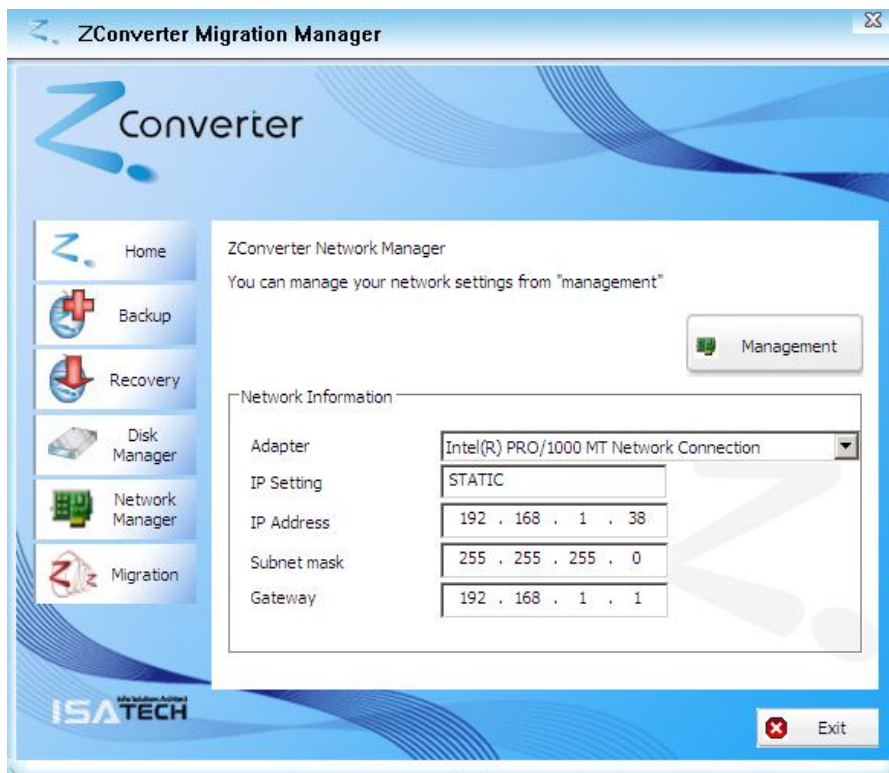 ZConverter Migration Manager
Z Converter
Home
Backup
Recovery
Disk
Manager
Network
Manager
Migration
ZConverter Network Manager
You can manage your network settings from "management"
Management
Network Information
Adapter
Intel(R) PRO/1000 MT Network Connection
IP Setting
STATIC
IP Address
192 . 168 . 1 . 38
Subnet mask
255 . 255 . 255 . 0
Gateway
192 . 168 . 1 . 1
ISATECH
Exit